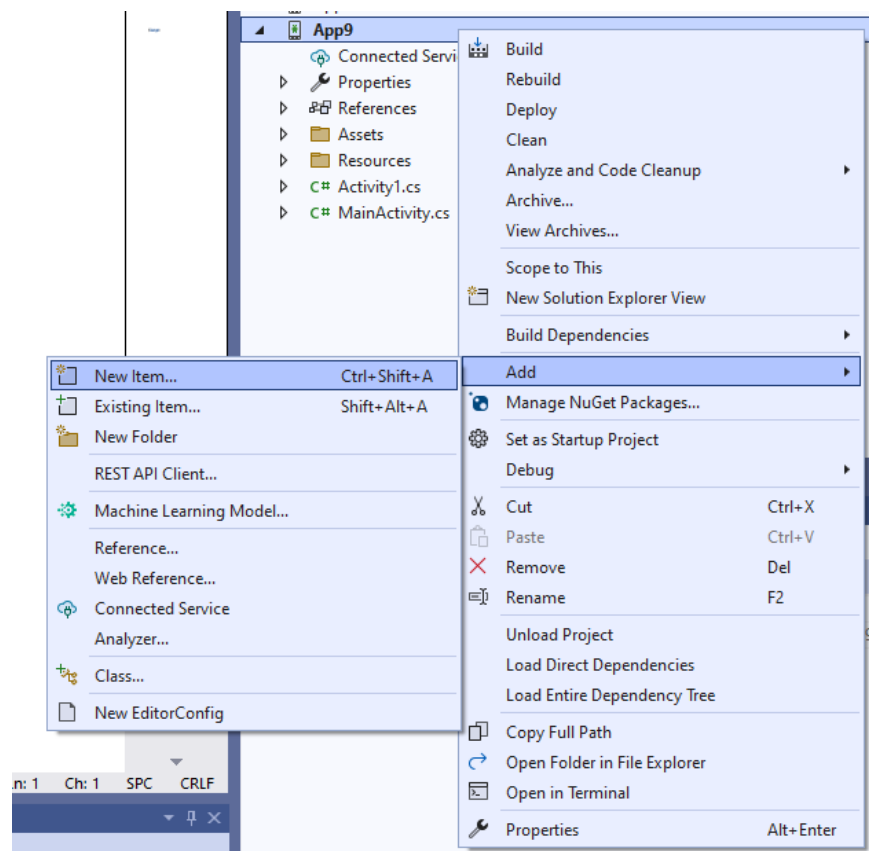 App9
Connected Servi
Properties
References
Assets
Resources
C# Activity1.cs
C# MainActivity.cs
Build
Rebuild
Deploy
Clean
Analyze and Code Cleanup
Archive...
View Archives...
Scope to This
New Solution Explorer View
Build Dependencies
Add
Manage NuGet Packages...
Set as Startup Project
Debug
Cut Ctrl+X
Paste Ctrl+V
Remove Del
Rename F2
Unload Project
Load Direct Dependencies
Load Entire Dependency Tree
Copy Full Path
Open Folder in File Explorer
Open in Terminal
Properties Alt+Enter
New Item... Ctrl+Shift+A
Existing Item... Shift+Alt+A
New Folder
REST API Client...
Machine Learning Model...
Reference...
Web Reference...
Connected Service
Analyzer...
Class...
New EditorConfig
n: 1 Ch: 1 SPC CRLF